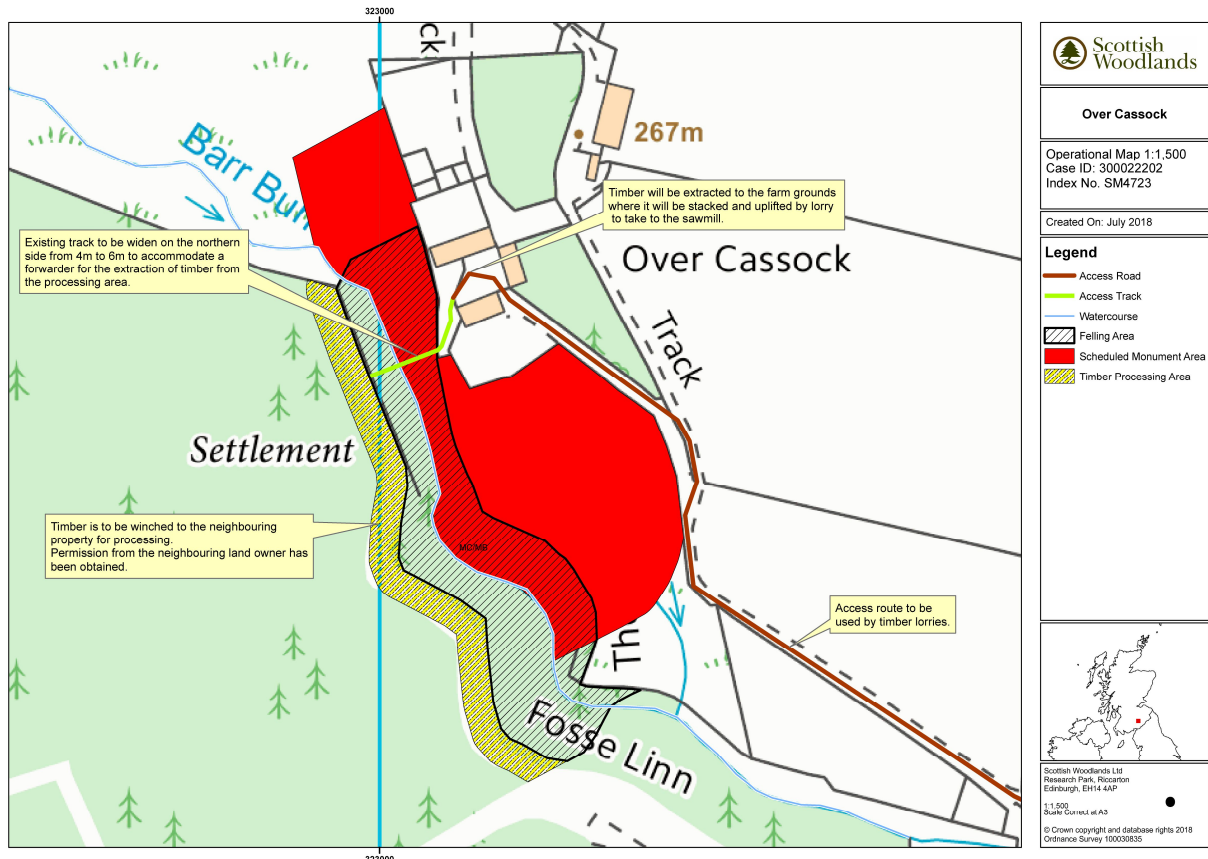 323000
ck
Barr Burn
267m
Timber will be extracted to the farm grounds
where it will be stacked and uplifted by lorry
to take to the sawmill.
Existing track to be widen on the northern
side from 4m to 6m to accommodate a
forwarder for the extraction of timber from
the processing area.
Over Cassock
Track
Settlement
Timber is to be winched to the neighbouring
property for processing.
Permission from the neighbouring land owner has
been obtained.
MC/MB
Access route to be
used by timber lorries.
The
Fosse Linn
323000
Scottish
Woodlands
Over Cassock
Operational Map 1:1,500
Case ID: 300022202
Index No. SM4723
Created On: July 2018
Legend
Access Road
Access Track
Watercourse
Felling Area
Scheduled Monument Area
Timber Processing Area
Scottish Woodlands Ltd
Research Park, Riccarton
Edinburgh, EH14 4AP
1:1,500
Scale Correct at A3
© Crown copyright and database rights 2018
Ordnance Survey 100030835